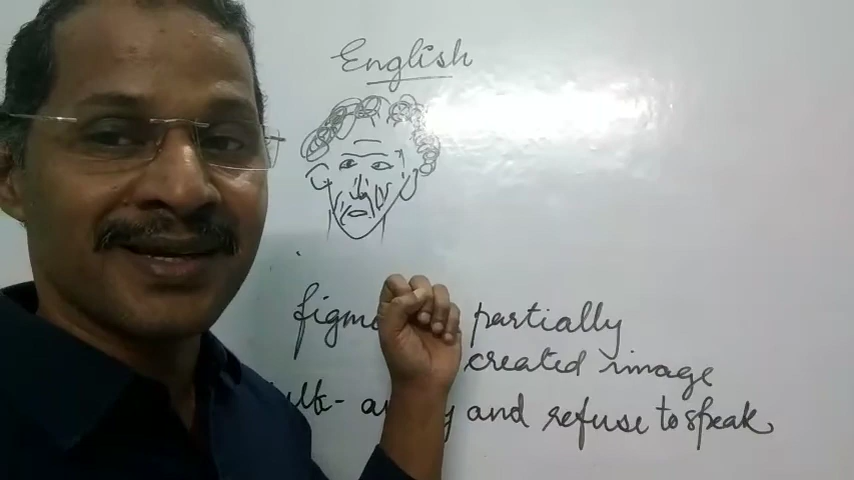 English
partially
created image
and refuse to speak